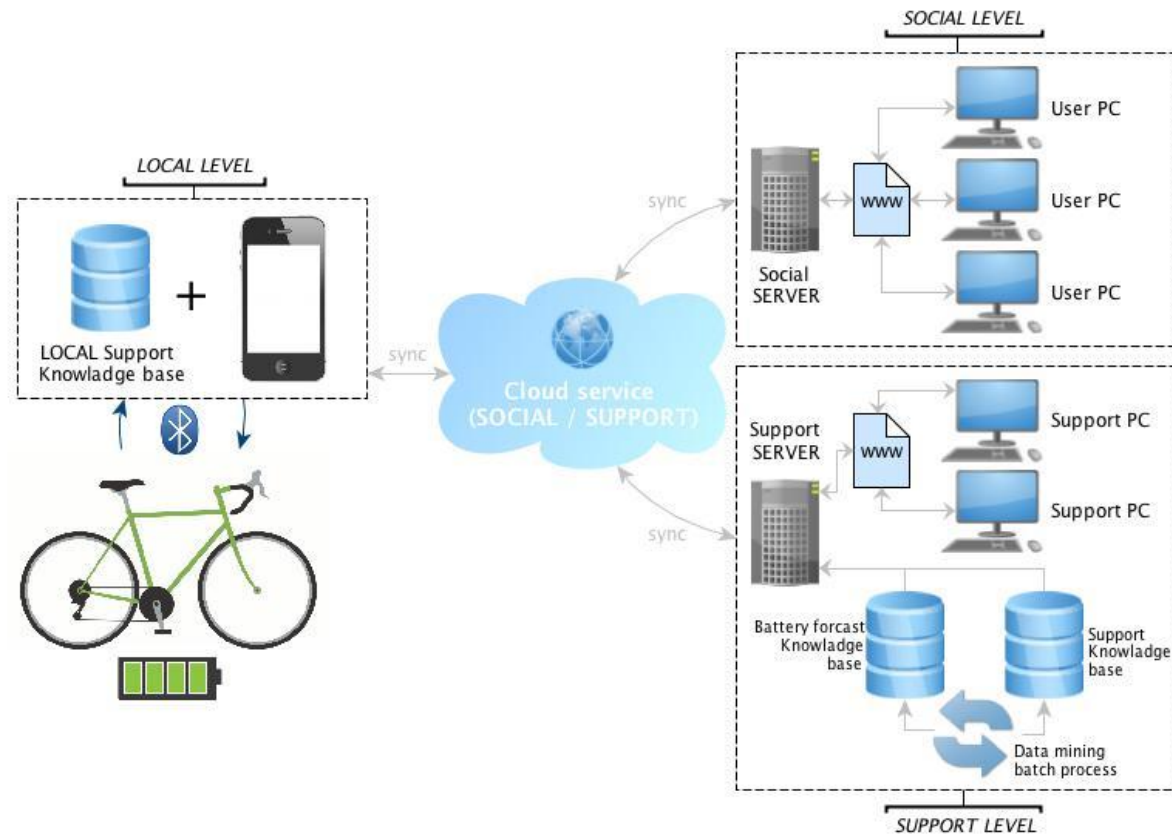 SOCIAL LEVEL
User PC
www
User PC
sync
Social
SERVER
User PC
LOCAL LEVEL
+
LOCAL Support
Knowladge base
sync
Cloud service
(SOCIAL / SUPPORT)
Support
SERVER
www
Support PC
Support PC
sync
Battery forcast
Knowladge
base
Support
Knowladge
base
Data mining
batch process
SUPPORT LEVEL